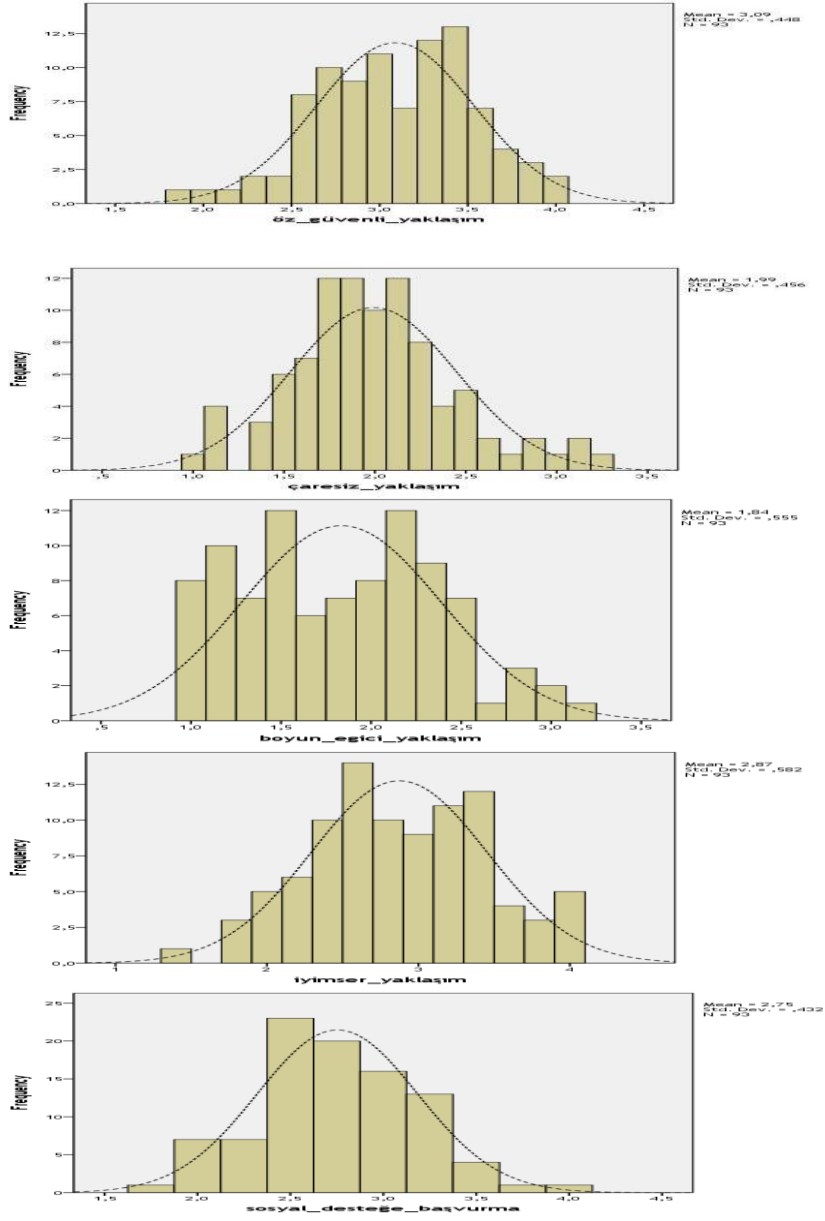 Mean = 3,09
Std. Dev. = ,448
N = 93
12,5
10,0
7,5
5,0
2,5
0,0
Frequency
1,5 2,0 2,5 3,0 3,5 4,0 4,5
öz_güvenli_yaklaşım
Mean = 1,99
Std. Dev. = ,456
N = 93
12
10
8
6
4
2
0
Frequency
,5 1,0 1,5 2,0 2,5 3,0 3,5
çaresiz_yaklaşım
Mean = 1,84
Std. Dev. = ,555
N = 93
12
10
8
6
4
2
0
Frequency
,5 1,0 1,5 2,0 2,5 3,0 3,5
boyun_egici_yaklaşım
Mean = 2,87
Std. Dev. = ,582
N = 93
12,5
10,0
7,5
5,0
2,5
0,0
Frequency
1 2 3 4
iyimser_yaklaşım
Mean = 2,75
Std. Dev. = ,432
N = 93
25
20
15
10
5
0
Frequency
1,5 2,0 2,5 3,0 3,5 4,0 4,5
sosyal_desteğe_başvurma